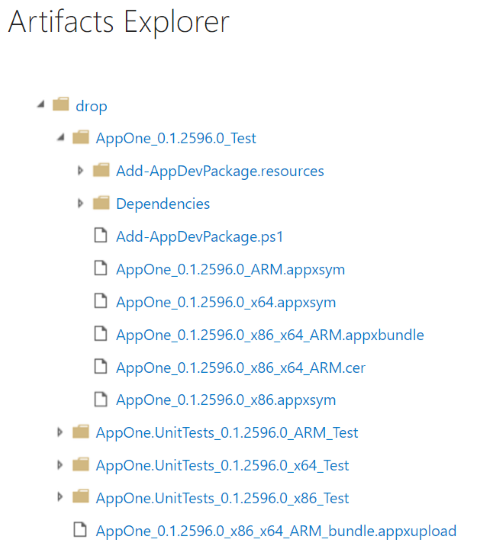 Artifacts Explorer
drop
AppOne_0.1.2596.0_Test
Add-AppDevPackage.resources
Dependencies
Add-AppDevPackage.ps1
AppOne_0.1.2596.0_ARM.appxsym
AppOne_0.1.2596.0_x64.appxsym
AppOne_0.1.2596.0_x86_x64_ARM.appxbundle
AppOne_0.1.2596.0_x86_x64_ARM.cer
AppOne_0.1.2596.0_x86.appxsym
AppOne.UnitTests_0.1.2596.0_ARM_Test
AppOne.UnitTests_0.1.2596.0_x64_Test
AppOne.UnitTests_0.1.2596.0_x86_Test
AppOne_0.1.2596.0_x86_x64_ARM_bundle.appxupload